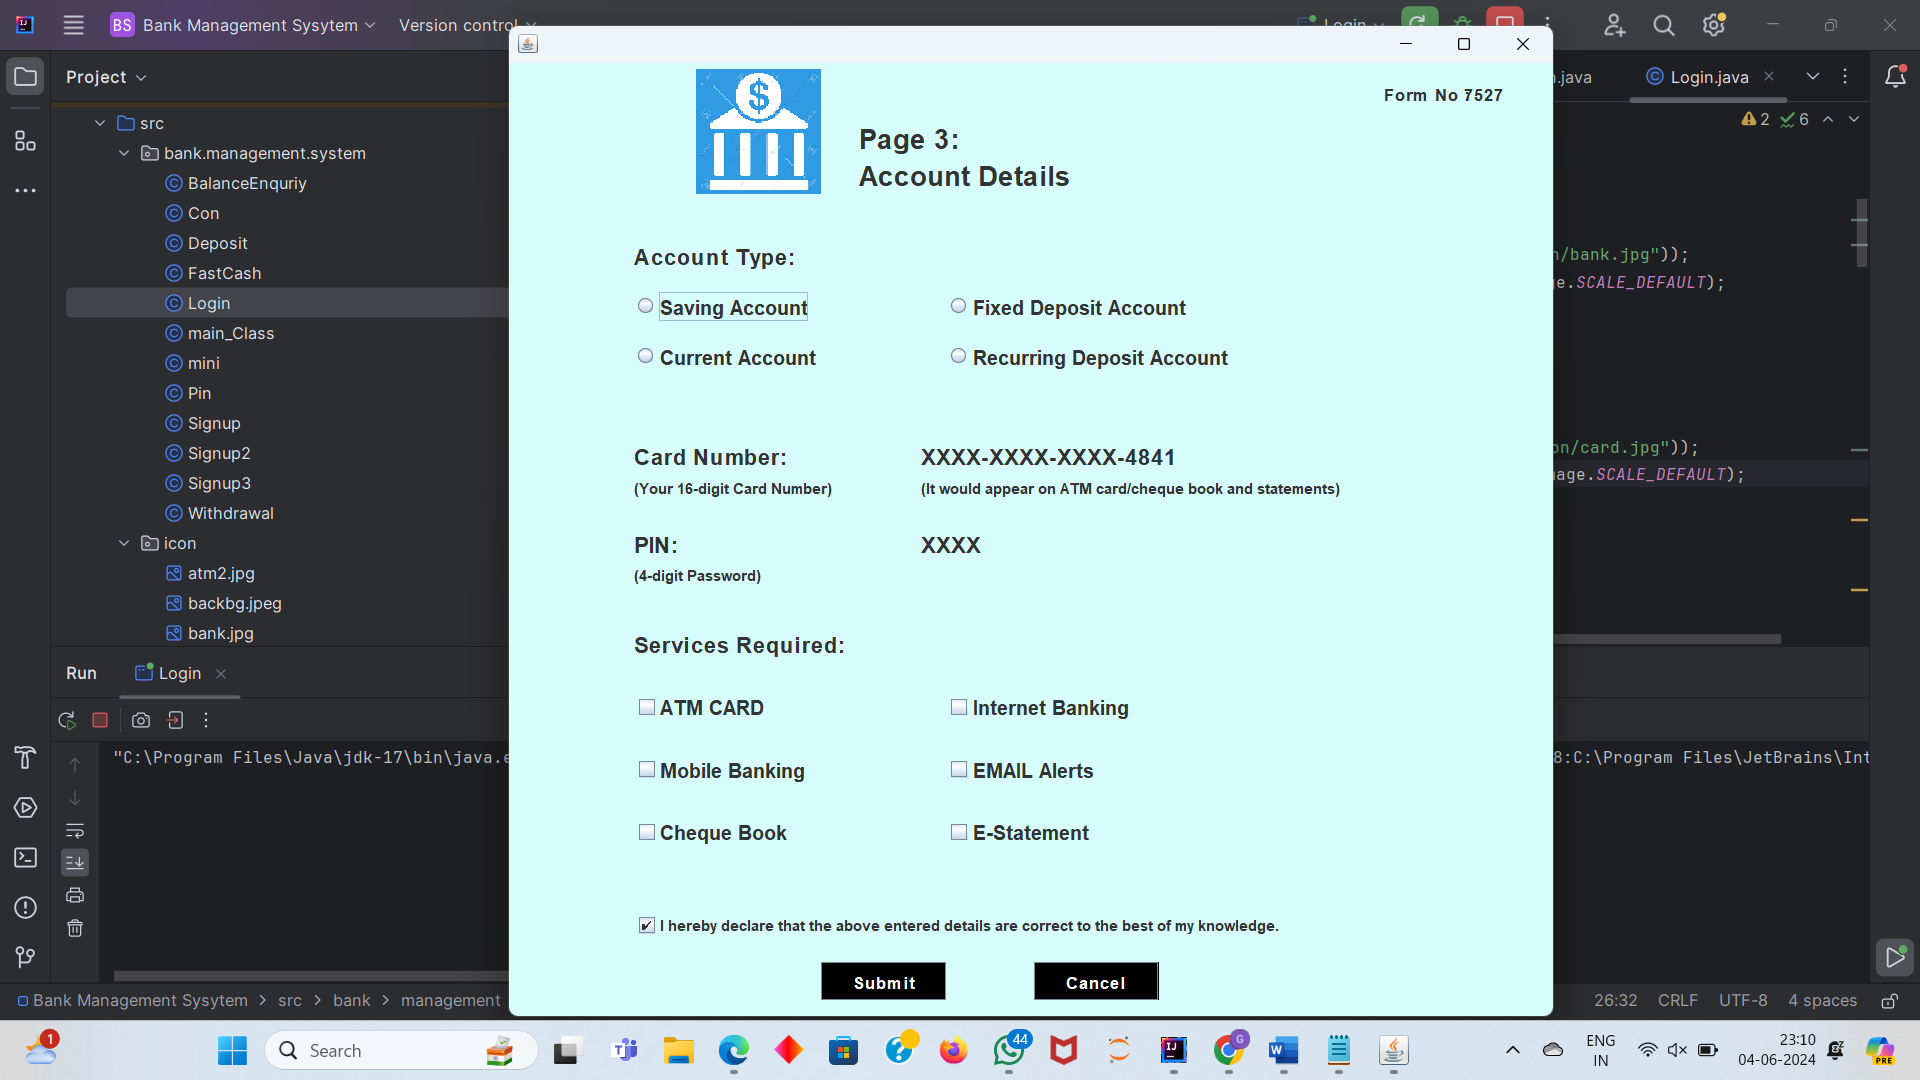 BS Bank Management Sysytem
Version control
Login
Project
n.java
Login.java
2
6
src
bank.management.system
BalanceEnquriy
Con
Deposit
FastCash
Login
main_Class
mini
Pin
Signup
Signup2
Signup3
Withdrawal
icon
atm2.jpg
backbg.jpeg
bank.jpg
n/bank.jpg"));
e.SCALE_DEFAULT);
on/card.jpg"));
age.SCALE_DEFAULT);
Form No 7527
Page 3:
Account Details
Account Type:
Saving Account
Fixed Deposit Account
Current Account
Recurring Deposit Account
Card Number:
XXXX-XXXX-XXXX-4841
(Your 16-digit Card Number)
(It would appear on ATM card/cheque book and statements)
PIN:
XXXX
(4-digit Password)
Services Required:
ATM CARD
Internet Banking
Mobile Banking
EMAIL Alerts
Cheque Book
E-Statement
I hereby declare that the above entered details are correct to the best of my knowledge.
Submit
Cancel
Run
Login
"C:\Program Files\Java\jdk-17\bin\java.e
8:C:\Program Files\JetBrains\Int
Bank Management Sysytem > src > bank > management
26:32
CRLF
UTF-8
4 spaces
1
Search
44
G
ENG
IN
23:10
04-06-2024
PRE